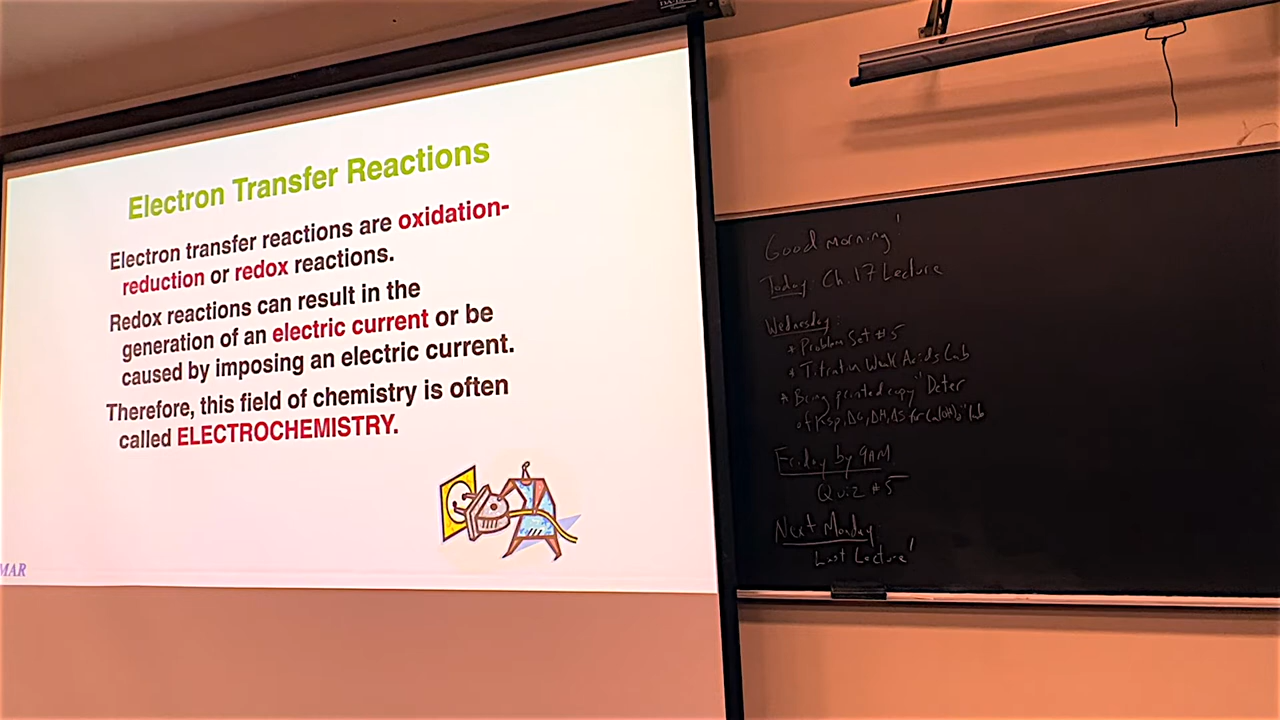 Electron Transfer Reactions
Electron transfer reactions are oxidation-
reduction or redox reactions.
Redox reactions can result in the
generation of an electric current or be
caused by imposing an electric current.
Therefore, this field of chemistry is often
called ELECTROCHEMISTRY.
MAR
Good morning!
Today: Ch. 17 Lecture
Wednesday:
* Problem Set #5
* Titration Weak Acids Lab
* Bring printed copy "Deter
of Ksp, ΔG, ΔH, ΔS for Ca(OH)2" Lab
Friday by 9AM
Quiz #5
Next Monday
Last Lecture!